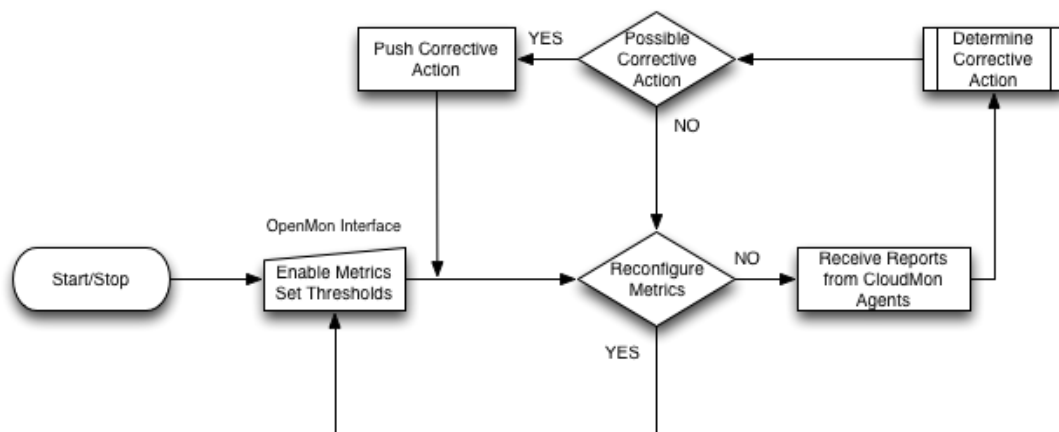 Push Corrective
Action
YES
Possible
Corrective
Action
Determine
Corrective
Action
NO
OpenMon Interface
Start/Stop
Enable Metrics
Set Thresholds
Reconfigure
Metrics
NO
Receive Reports
from CloudMon
Agents
YES